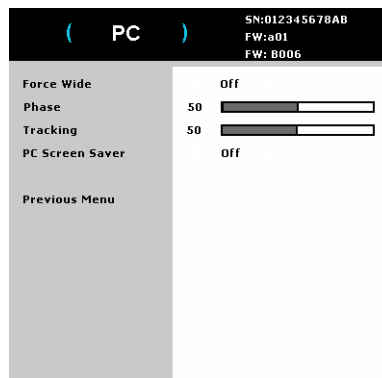 ( PC )
SN:012345678AB
FW:a01
FW: B006
Force Wide Off
Phase 50
Tracking 50
PC Screen Saver Off
Previous Menu